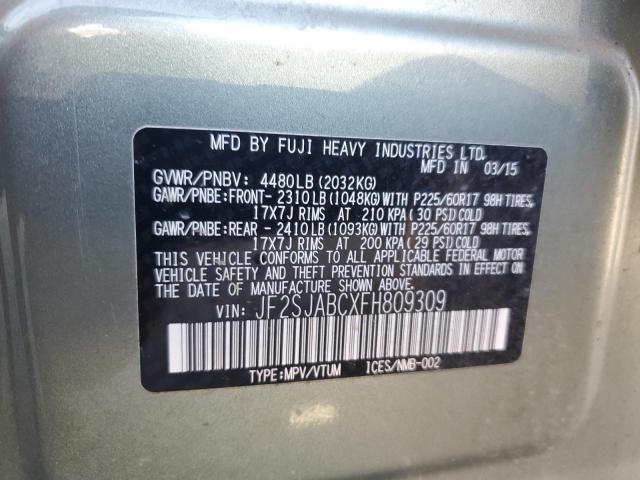 MFD BY FUJI HEAVY INDUSTRIES LTD.
MFD IN 03/15
GVWR/PNBV: 4480LB(2032KG)
GAWR/PNBE:FRONT- 2310LB(1048KG)WITH P225/60R17 98H TIRES,
17X7J RIMS AT 210 KPA(30 PSI)COLD
GAWR/PNBE:REAR - 2410LB(1093KG)WITH P225/60R17 98H TIRES,
17X7J RIMS AT 200 KPA(29 PSI)COLD
THIS VEHICLE CONFORMS TO ALL APPLICABLE FEDERAL MOTOR
VEHICLE SAFETY AND THEFT PREVENTION STANDARDS IN EFFECT ON
THE DATE OF MANUFACTURE SHOWN ABOVE.
VIN: JF2SJABCXFH809309
TYPE:MPV/VTUM ICES/NMB-002